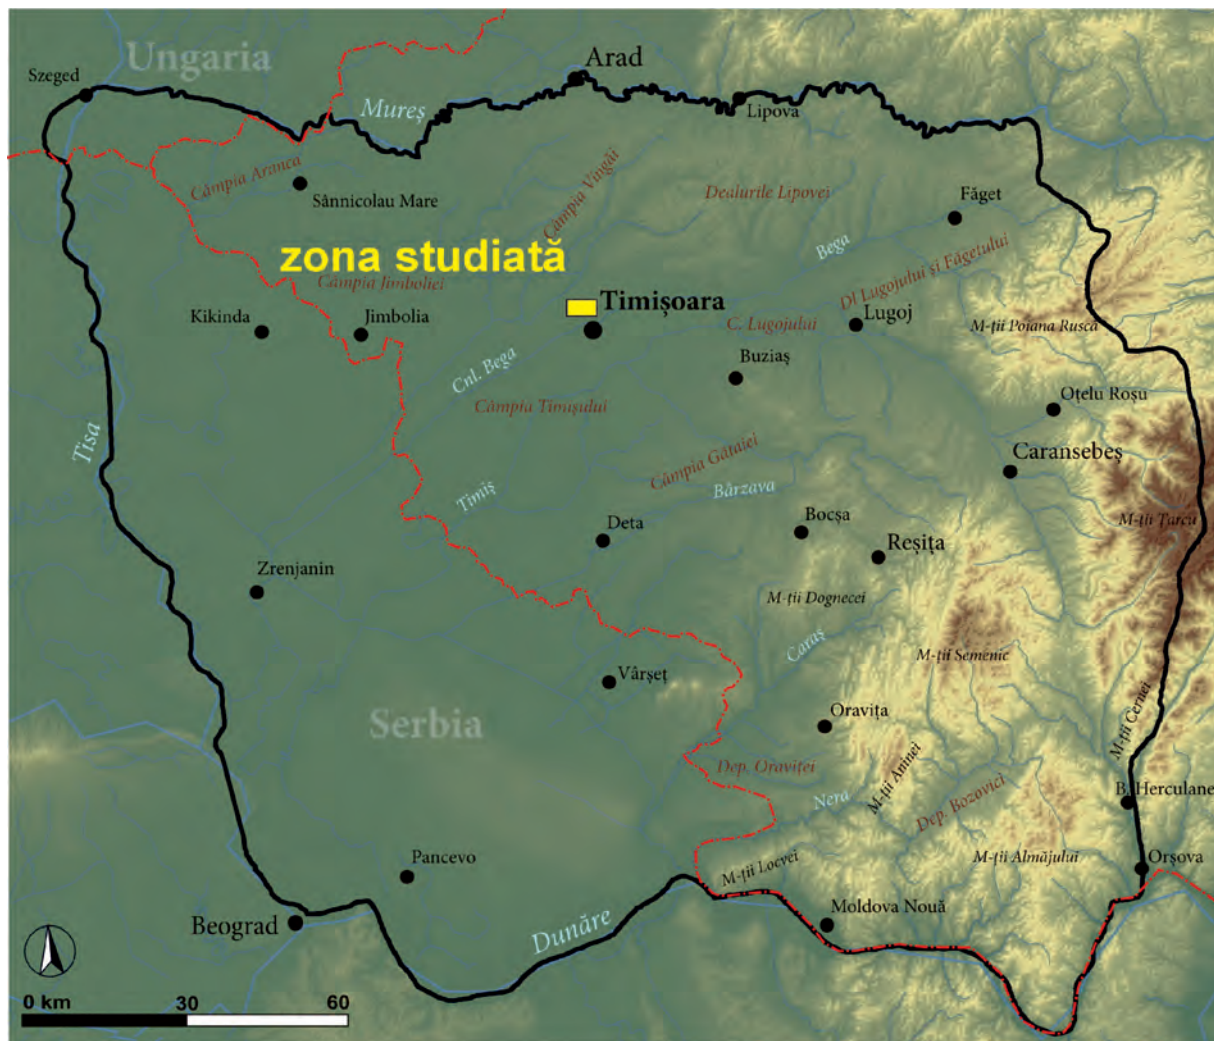 Ungaria
Arad
Szeged
Mureș
Lipova
Câmpia Aranca
Sânnicolau Mare
Câmpia Vingăi
Dealurile Lipovei
Făget
zona studiată
Bega
Câmpia Jimboliei
Dl Lugojului și Făgetului
Timișoara
Kikinda
Jimbolia
C. Lugojului
Lugoj
M-ții Poiana Ruscă
Cnl. Bega
Buziaș
Câmpia Timișului
Oțelu Roșu
Tisa
Câmpia Gătaiei
Caransebeș
Timiș
Bârzava
Deta
Bocșa
M-ții Țarcu
Reșița
Zrenjanin
M-ții Dognecei
Caraș
M-ții Semenic
Vârșeț
Serbia
Oravița
M-ții Cernei
Dep. Oraviței
M-ții Aninei
Nera
Dep. Bozovici
B. Herculane
Pancevo
M-ții Locvei
M-ții Almăjului
Orșova
Beograd
Dunăre
Moldova Nouă
0 km 30 60